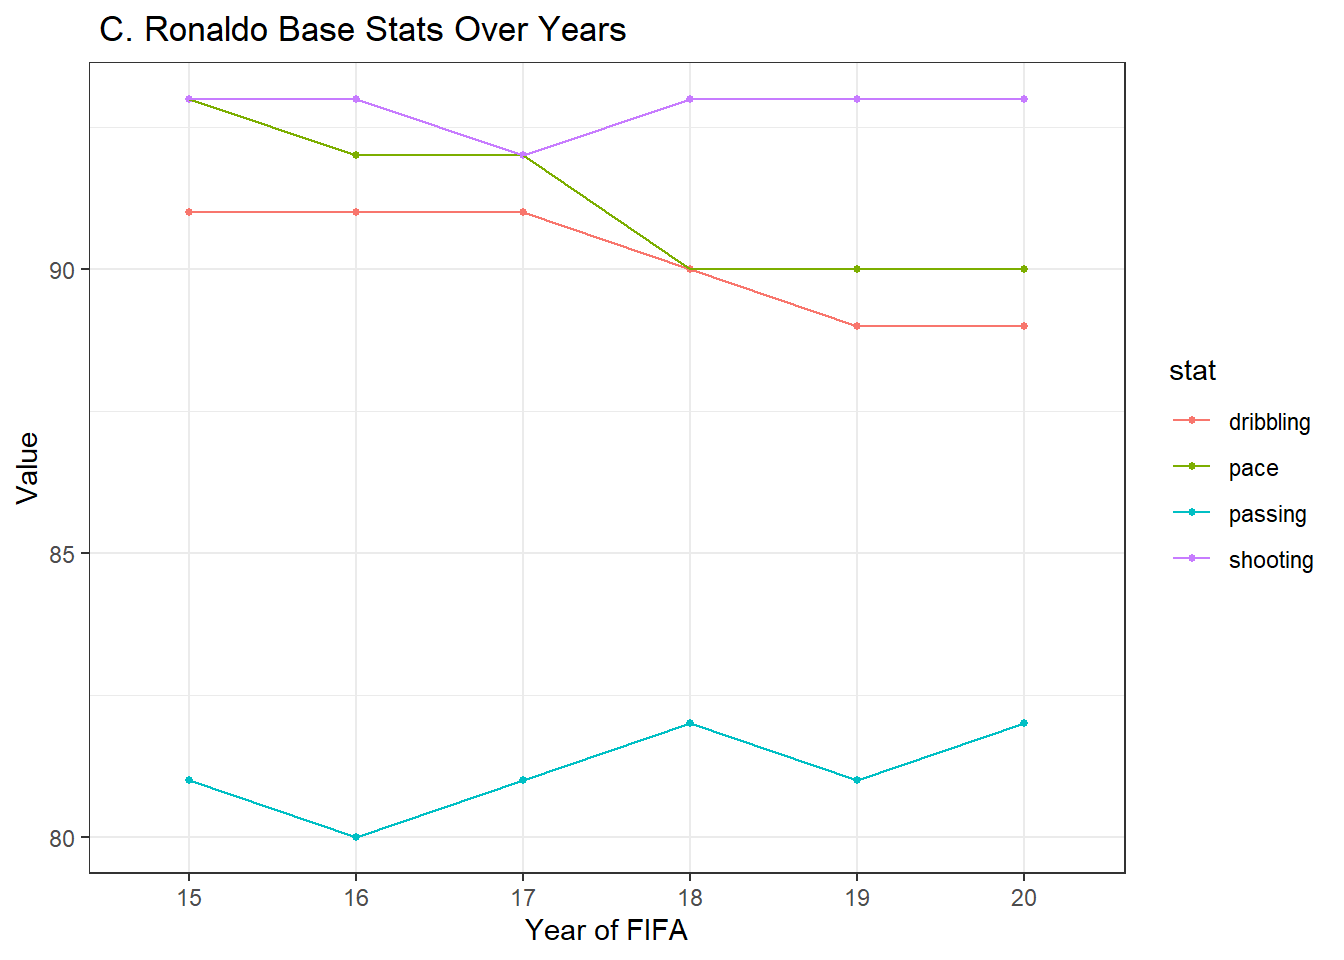 C. Ronaldo Base Stats Over Years
Value
90
85
80
15 16 17 18 19 20
Year of FIFA
stat
dribbling
pace
passing
shooting